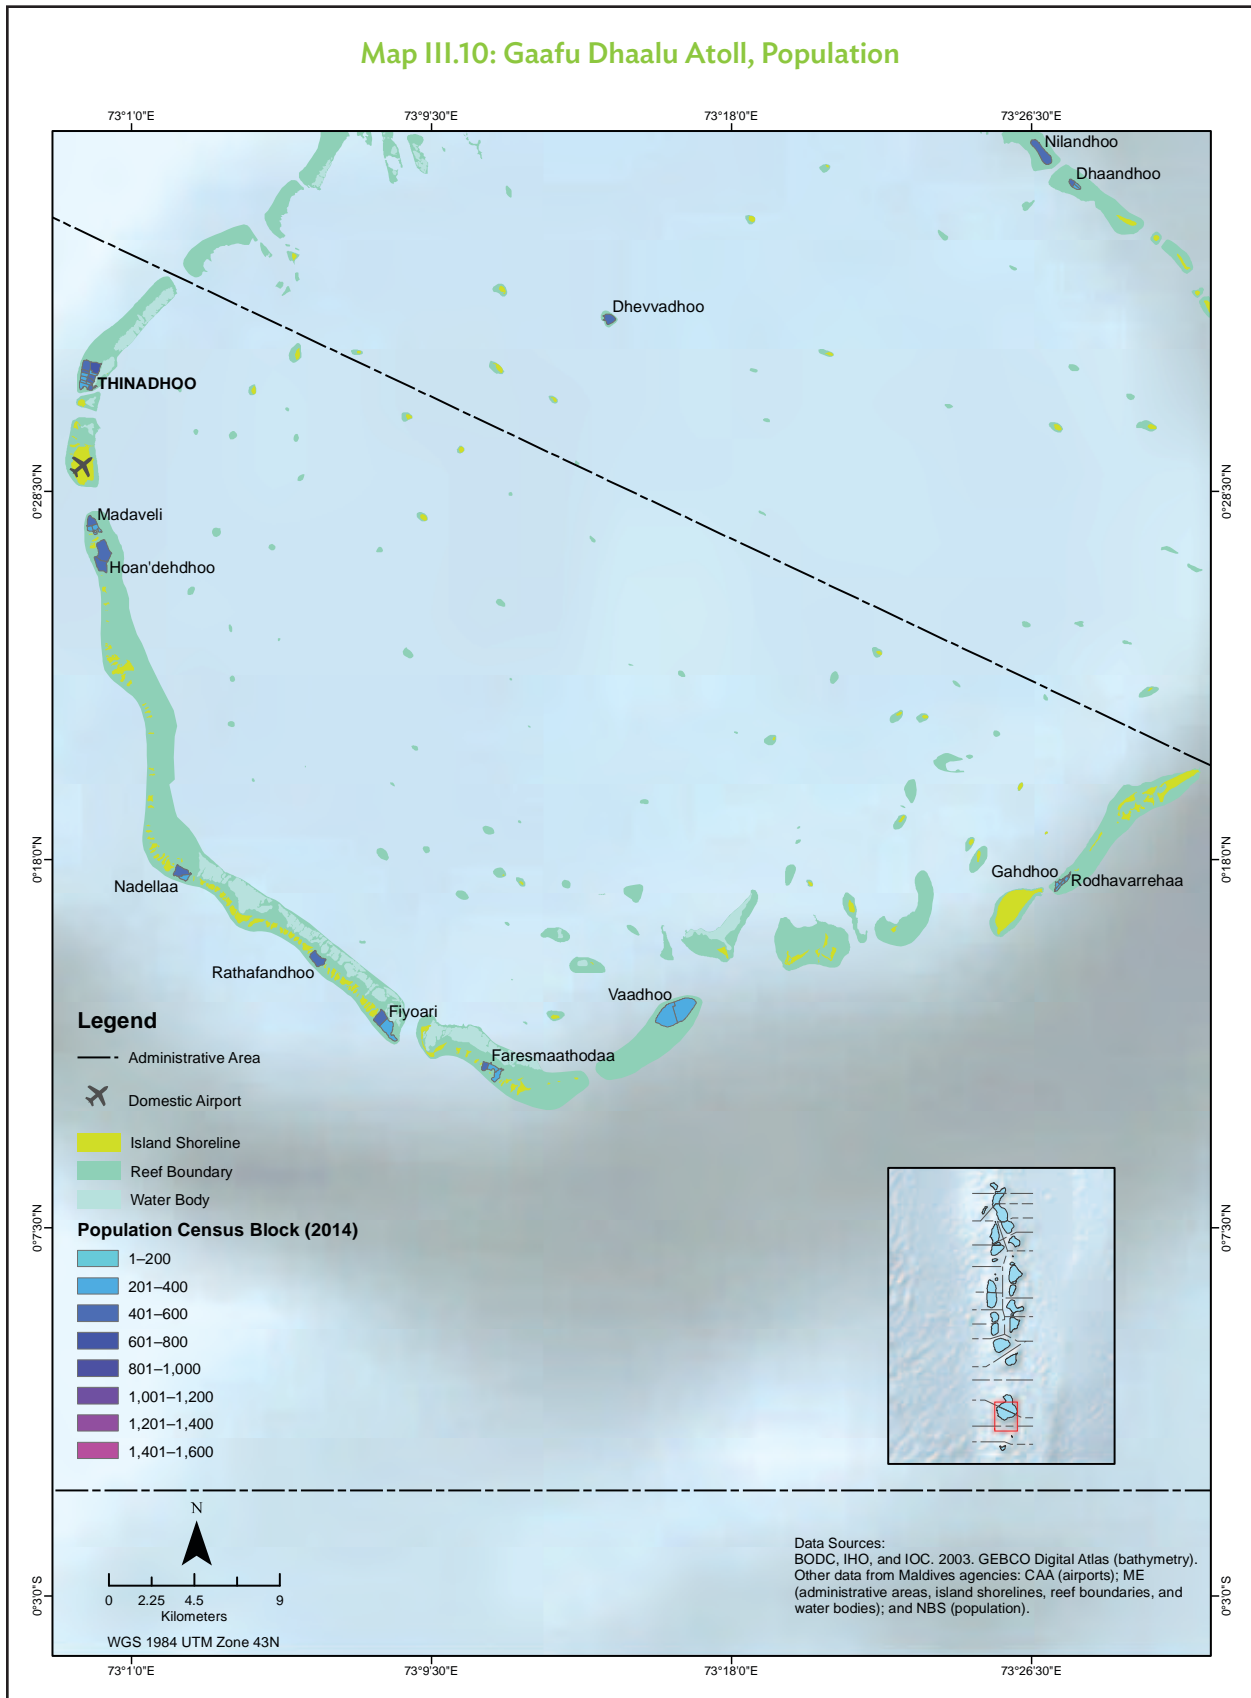 Map III.10: Gaafu Dhaalu Atoll, Population
73°1'0"E
73°9'30"E
73°18'0"E
73°26'30"E
Nilandhoo
Dhaandhoo
Dhevvadhoo
THINADHOO
0°28'30"N
0°28'30"N
Madaveli
Hoan'dehdhoo
0°18'0"N
0°18'0"N
Gahdhoo
Rodhavarrehaa
Nadellaa
Rathafandhoo
Vaadhoo
Fiyoari
Faresmaathodaa
Legend
Administrative Area
Domestic Airport
Island Shoreline
Reef Boundary
Water Body
0°7'30"N
0°7'30"N
Population Census Block (2014)
1–200
201–400
401–600
601–800
801–1,000
1,001–1,200
1,201–1,400
1,401–1,600
N
0 2.25 4.5 9
Kilometers
WGS 1984 UTM Zone 43N
Data Sources:
BODC, IHO, and IOC. 2003. GEBCO Digital Atlas (bathymetry).
Other data from Maldives agencies: CAA (airports); ME
(administrative areas, island shorelines, reef boundaries, and
water bodies); and NBS (population).
0°3'0"S
0°3'0"S
73°1'0"E
73°9'30"E
73°18'0"E
73°26'30"E